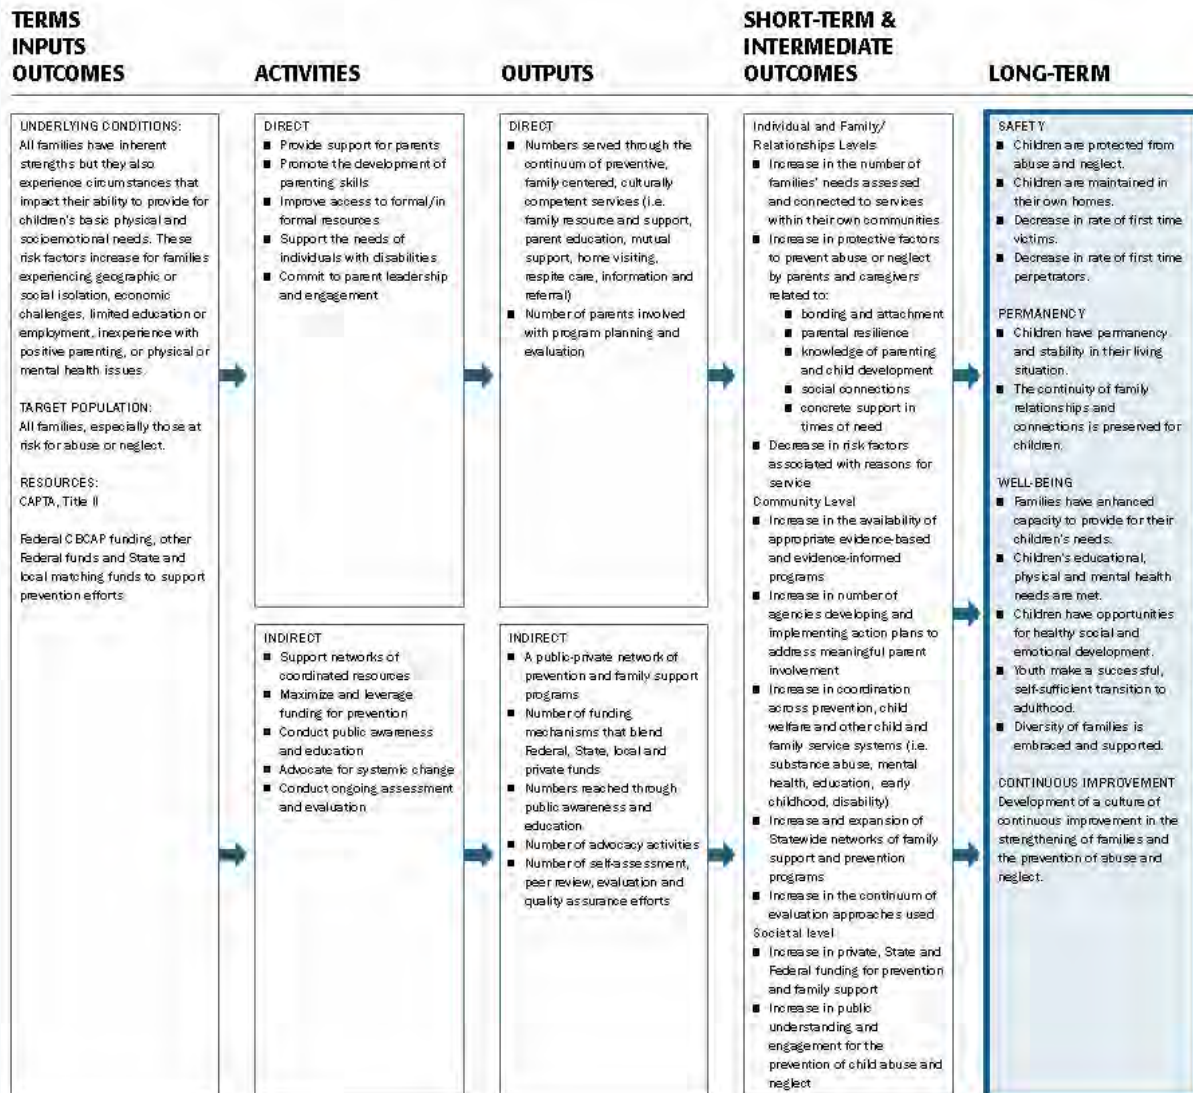 TERMS
INPUTS
OUTCOMES
ACTIVITIES
OUTPUTS
SHORT-TERM &
INTERMEDIATE
OUTCOMES
LONG-TERM
UNDERLYING CONDITIONS:
All families have inherent
strengths but they also
experience circumstances that
impact their ability to provide for
children's basic physical and
socioemotional needs. These
risk factors increase for families
experiencing geographic or
social isolation, economic
challenges, limited education or
employment, inexperience with
positive parenting, or physical or
mental health issues
TARGET POPULATION:
All families, especially those at
risk for abuse or neglect.
RESOURCES:
CAPTA, Title II
Federal CBCAP funding, other
Federal funds and State and
local matching funds to support
prevention efforts
DIRECT
■ Provide support for parents
■ Promote the development of
parenting skills
■ Improve access to formal/in
formal resources
■ Support the needs of
individuals with disabilities
■ Commit to parent leadership
and engagement
INDIRECT
■ Support networks of
coordinated resources
■ Maximize and leverage
funding for prevention
■ Conduct public awareness
and education
■ Advocate for systemic change
■ Conduct ongoing assessment
and evaluation
DIRECT
■ Numbers served through the
continuum of preventive,
family centered, culturally
competent services (i.e.
family resource and support,
parent education, mutual
support, home visiting,
respite care, information and
referral)
■ Number of parents involved
with program planning and
evaluation
INDIRECT
■ A public-private network of
prevention and family support
programs
■ Number of funding
mechanisms that blend
Federal, State, local and
private funds
■ Numbers reached through
public awareness and
education
■ Number of advocacy activities
■ Number of self-assessment,
peer review, evaluation and
quality assurance efforts
Individual and Family/
Relationships Levels
■ Increase in the number of
families' needs assessed
and connected to services
within their own communities
■ Increase in protective factors
to prevent abuse or neglect
by parents and caregivers
related to:
■ bonding and attachment
■ parental resilience
■ knowledge of parenting
and child development
■ social connections
■ concrete support in
times of need
■ Decrease in risk factors
associated with reasons for
service
Community Level
■ Increase in the availability of
appropriate evidence-based
and evidence-informed
programs
■ Increase in number of
agencies developing and
implementing action plans to
address meaningful parent
involvement
■ Increase in coordination
across prevention, child
welfare and other child and
family service systems (i.e.
substance abuse, mental
health, education, early
childhood, disability)
■ Increase and expansion of
Statewide networks of family
support and prevention
programs
■ Increase in the continuum of
evaluation approaches used
Societal level
■ Increase in private, State and
Federal funding for prevention
and family support
■ Increase in public
understanding and
engagement for the
prevention of child abuse and
neglect
SAFETY
■ Children are protected from
abuse and neglect.
■ Children are maintained in
their own homes.
■ Decrease in rate of first time
victims.
■ Decrease in rate of first time
perpetrators.
PERMANENCY
■ Children have permanency
and stability in their living
situation.
■ The continuity of family
relationships and
connections is preserved for
children.
WELL-BEING
■ Families have enhanced
capacity to provide for their
children's needs.
■ Children's educational,
physical and mental health
needs are met.
■ Children have opportunities
for healthy social and
emotional development.
■ Youth make a successful,
self-sufficient transition to
adulthood.
■ Diversity of families is
embraced and supported.
CONTINUOUS IMPROVEMENT
Development of a culture of
continuous improvement in the
strengthening of families and
the prevention of abuse and
neglect.